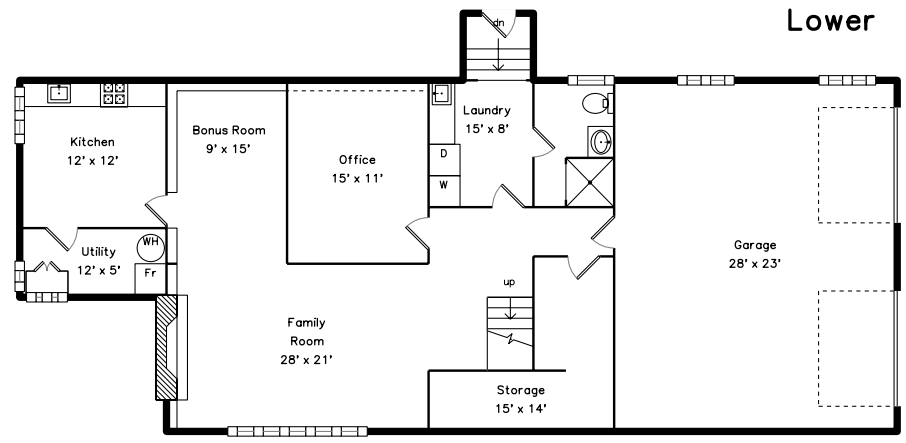 Lower
dn
Kitchen
12' x 12'
Bonus Room
9' x 15'
Office
15' x 11'
Laundry
15' x 8'
D
W
Utility
12' x 5'
WH
Fr
Garage
28' x 23'
up
Family
Room
28' x 21'
Storage
15' x 14'